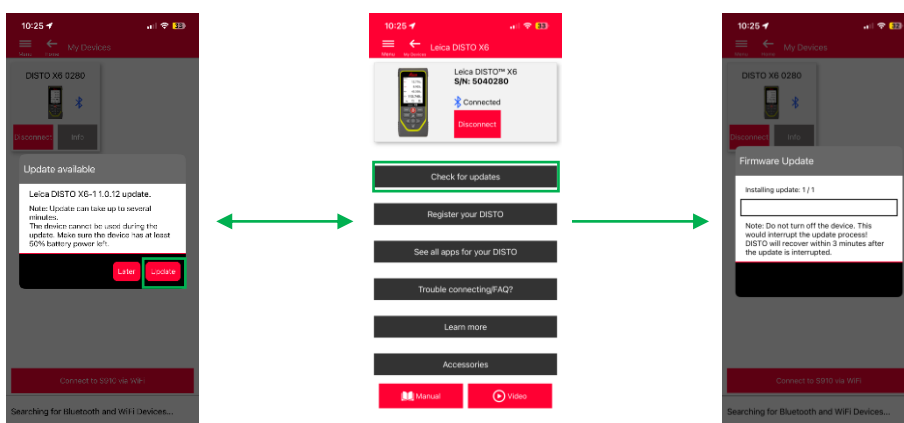 10:25
33
Menu
My Devices
DISTO X6 0280
Disconnect
Info
Update available
Leica DISTO X6-1 1.0.12 update.
Note: Update can take up to several
minutes.
The device cannot be used during the
update. Make sure the device has at least
50% battery power left.
Later
Update
Connect to S910 via WiFi
Searching for Bluetooth and WiFi Devices...
10:25
33
Menu
My Devices
Leica DISTO X6
Leica DISTO™ X6
S/N: 5040280
Connected
Disconnect
Check for updates
Register your DISTO
See all apps for your DISTO
Trouble connecting/FAQ?
Learn more
Accessories
Manual
Video
10:25
Menu
My Devices
DISTO X6 0280
Disconnect
Info
Firmware Update
Installing update: 1 / 1
Note: Do not turn off the device. This
would interrupt the update process!
DISTO will recover within 3 minutes after
the update is interrupted.
Connect to S910 via WiFi
Searching for Bluetooth and WiFi Devices...